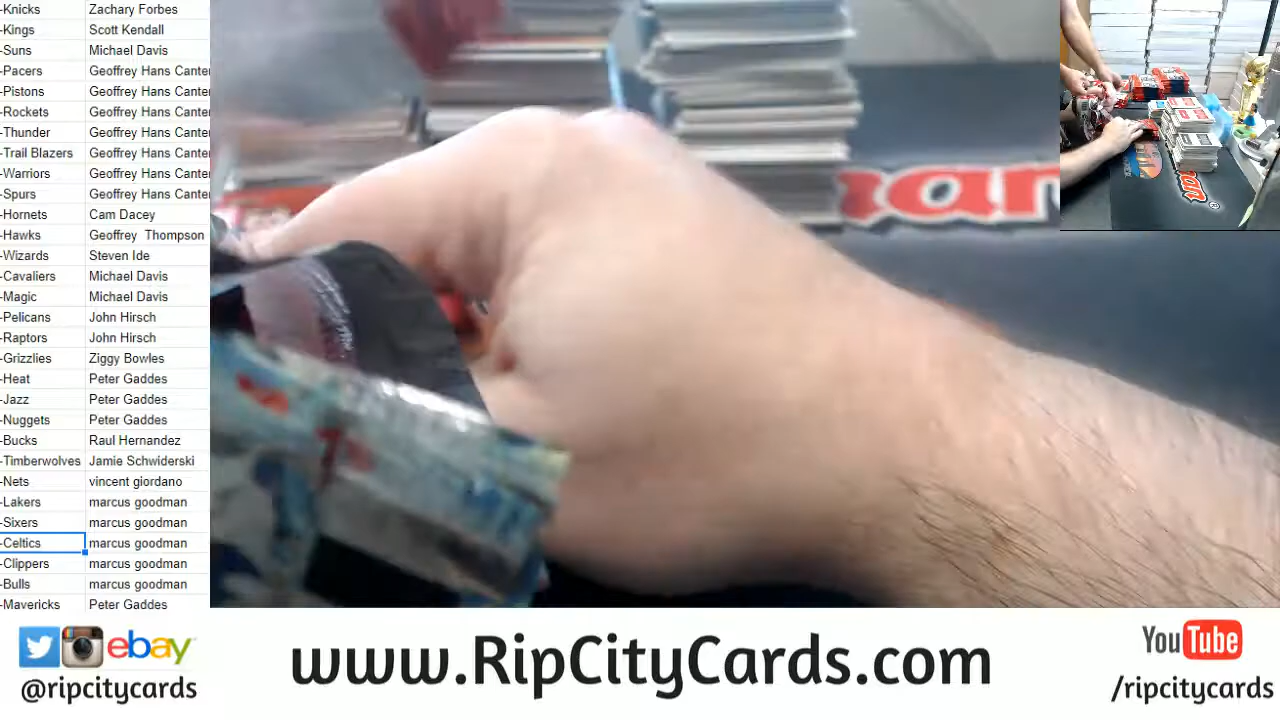 -Knicks Zachary Forbes
-Kings Scott Kendall
-Suns Michael Davis
-Pacers Geoffrey Hans Canter
-Pistons Geoffrey Hans Canter
-Rockets Geoffrey Hans Canter
-Thunder Geoffrey Hans Canter
-Trail Blazers Geoffrey Hans Canter
-Warriors Geoffrey Hans Canter
-Spurs Geoffrey Hans Canter
-Hornets Cam Dacey
-Hawks Geoffrey Thompson
-Wizards Steven Ide
-Cavaliers Michael Davis
-Magic Michael Davis
-Pelicans John Hirsch
-Raptors John Hirsch
-Grizzlies Ziggy Bowles
-Heat Peter Gaddes
-Jazz Peter Gaddes
-Nuggets Peter Gaddes
-Bucks Raul Hernandez
-Timberwolves Jamie Schwiderski
-Nets vincent giordano
-Lakers marcus goodman
-Sixers marcus goodman
-Celtics marcus goodman
-Clippers marcus goodman
-Bulls marcus goodman
-Mavericks Peter Gaddes
ebay
@ripcitycards
www.RipCityCards.com
YouTube
/ripcitycards